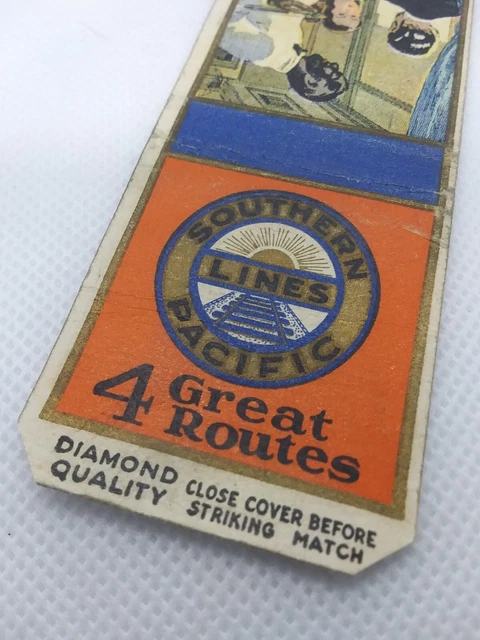 SOUTHERN
LINES
PACIFIC
4 Great
Routes
DIAMOND
QUALITY
CLOSE COVER BEFORE
STRIKING MATCH